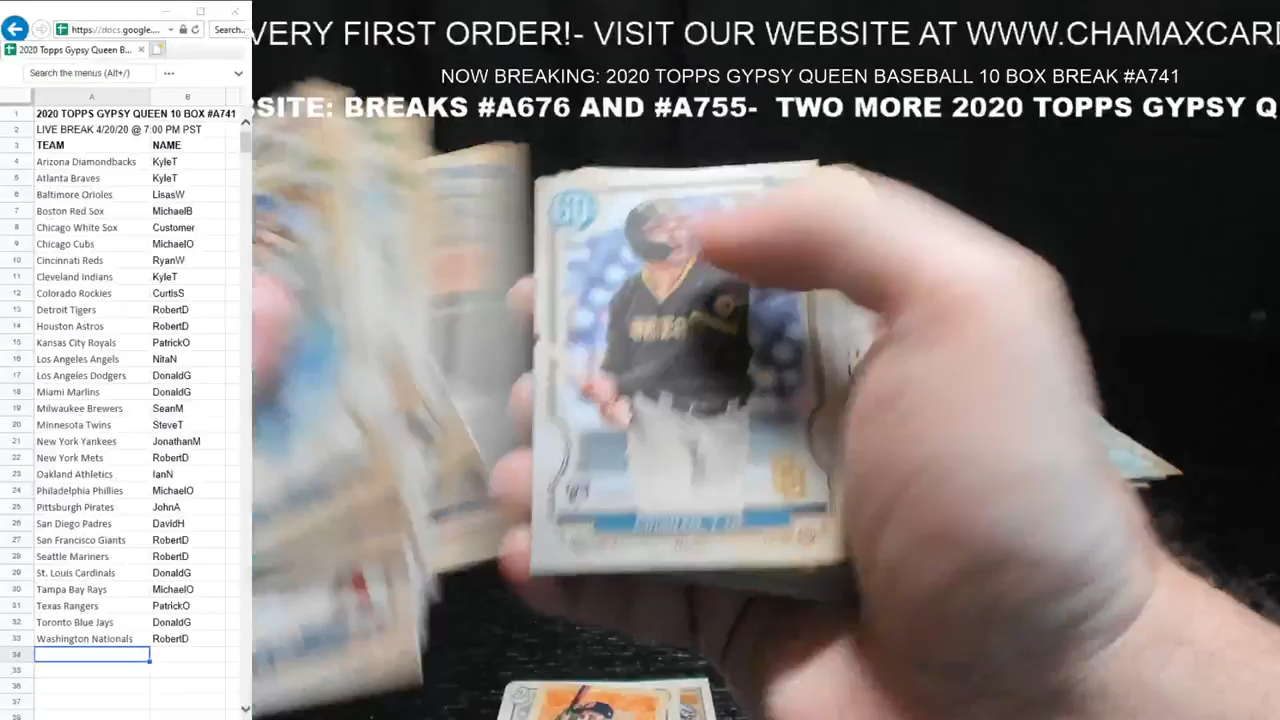 VERY FIRST ORDER!- VISIT OUR WEBSITE AT WWW.CHAMAXCARD
NOW BREAKING: 2020 TOPPS GYPSY QUEEN BASEBALL 10 BOX BREAK #A741
SITE: BREAKS #A676 AND #A755- TWO MORE 2020 TOPPS GYPSY Q
https://docs.google....
Search...
2020 Topps Gypsy Queen B...
Search the menus (Alt+/)
A B
1 2020 TOPPS GYPSY QUEEN 10 BOX #A741
2 LIVE BREAK 4/20/20 @ 7:00 PM PST
3 TEAM NAME
4 Arizona Diamondbacks KyleT
5 Atlanta Braves KyleT
6 Baltimore Orioles LisasW
7 Boston Red Sox MichaelB
8 Chicago White Sox Customer
9 Chicago Cubs MichaelO
10 Cincinnati Reds RyanW
11 Cleveland Indians KyleT
12 Colorado Rockies CurtisS
13 Detroit Tigers RobertD
14 Houston Astros RobertD
15 Kansas City Royals PatrickO
16 Los Angeles Angels NitaN
17 Los Angeles Dodgers DonaldG
18 Miami Marlins DonaldG
19 Milwaukee Brewers SeanM
20 Minnesota Twins SteveT
21 New York Yankees JonathanM
22 New York Mets RobertD
23 Oakland Athletics IanN
24 Philadelphia Phillies MichaelO
25 Pittsburgh Pirates JohnA
26 San Diego Padres DavidH
27 San Francisco Giants RobertD
28 Seattle Mariners RobertD
29 St. Louis Cardinals DonaldG
30 Tampa Bay Rays MichaelO
31 Texas Rangers PatrickO
32 Toronto Blue Jays DonaldG
33 Washington Nationals RobertD
34
35
36
37
38